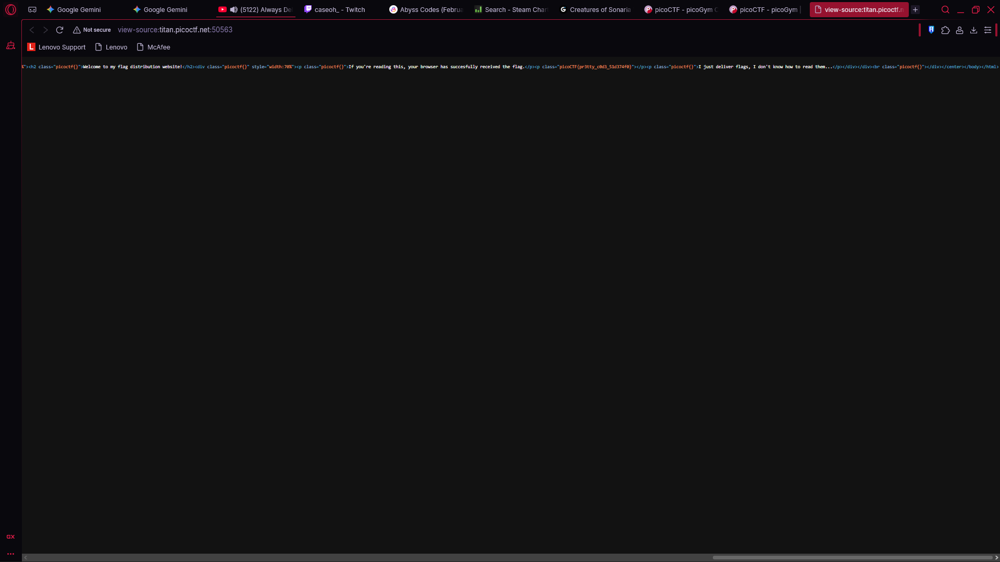 Google Gemini
Google Gemini
(5122) Always De
caseoh_ - Twitch
Abyss Codes (Februa
Search - Steam Char
Creatures of Sonaria
picoCTF - picoGym C
picoCTF - picoGym
view-source:titan.picoctf.n
Not secure
view-source:titan.picoctf.net:50563
L Lenovo Support
Lenovo
McAfee
%"><h2 class="picoctf{}">Welcome to my flag distribution website!</h2><div class="picoctf{}" style="width:70%"><p class="picoctf{}">If you're reading this, your browser has succesfully received the flag.</p><p class="picoCTF{pr3tty_c0d3_51d374f0}"></p><p class="picoctf{}">I just deliver flags, I don't know how to read them...</p></div></div><br class="picoctf{}"></div></center></body></html>
GX